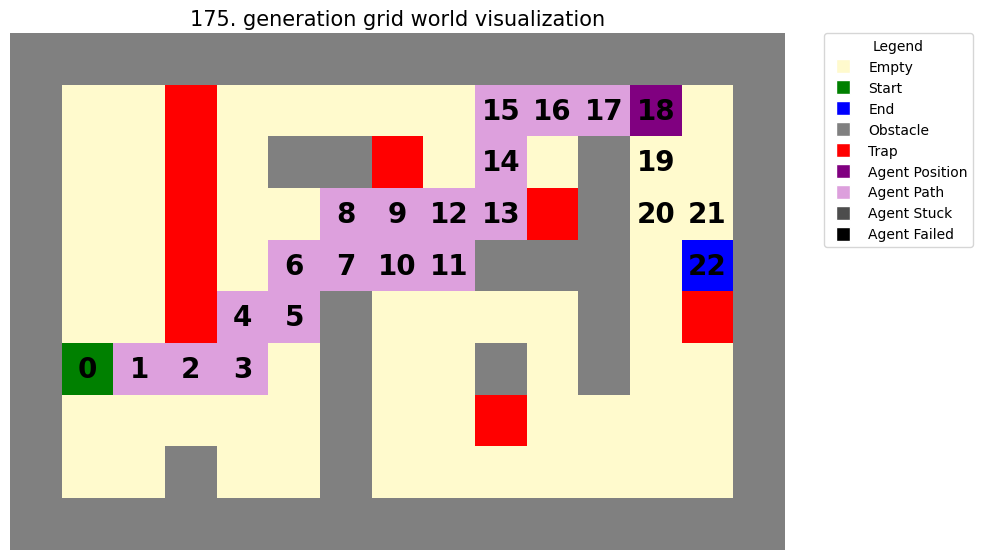 175. generation grid world visualization
Legend
Empty
Start
End
Obstacle
Trap
Agent Position
Agent Path
Agent Stuck
Agent Failed
15 16 17 18
14 19
8 9 12 13 20 21
6 7 10 11 22
4 5
0 1 2 3